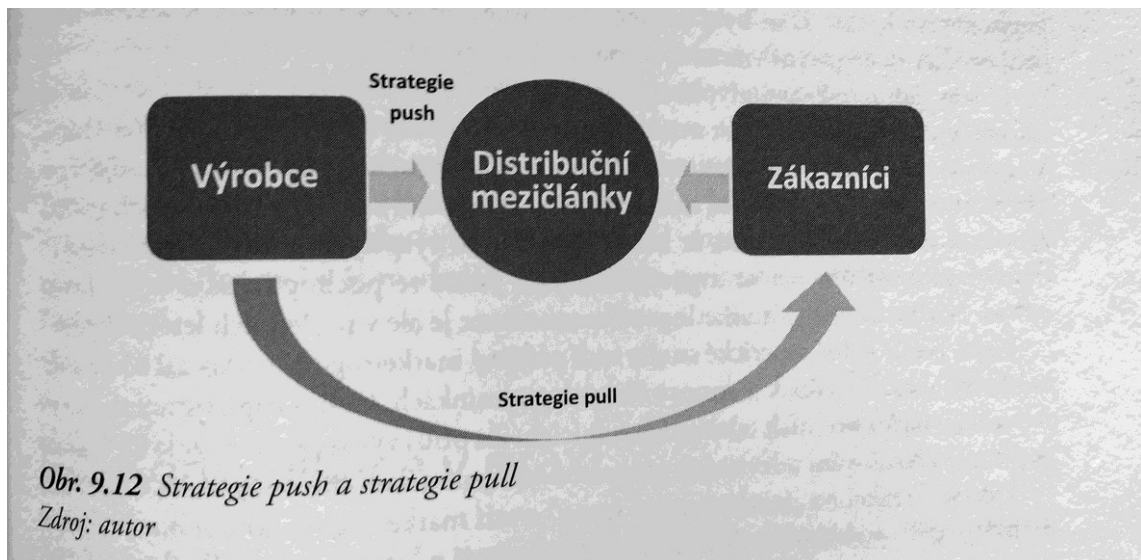 Strategie
push
Výrobce
Distribuční
mezičlánky
Zákazníci
Strategie pull
Obr. 9.12 Strategie push a strategie pull
Zdroj: autor